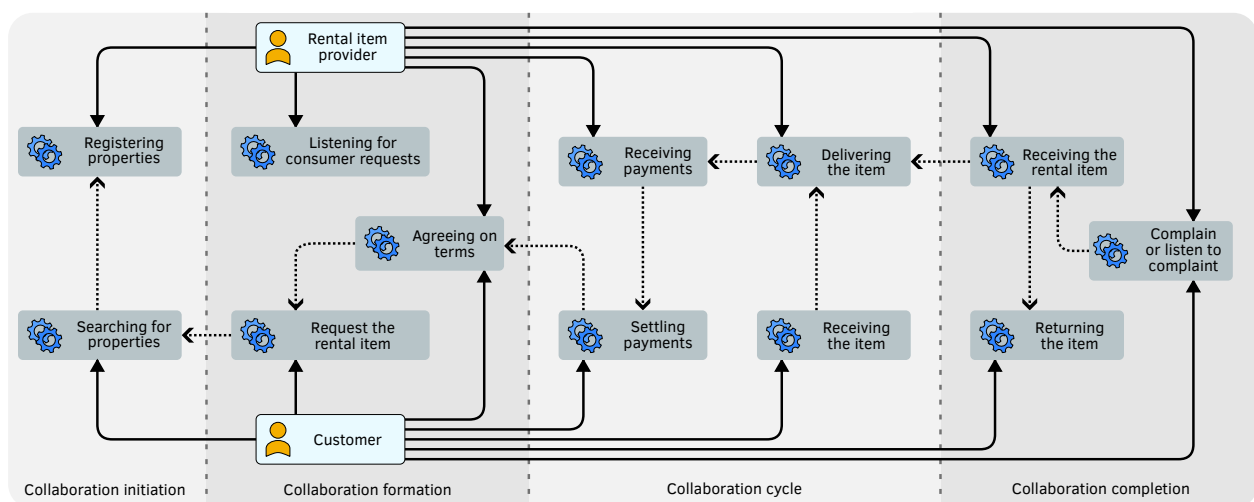 Rental item
provider
Registering
properties
Listening for
consumer requests
Receiving
payments
Delivering
the item
Receiving the
rental item
Agreeing on
terms
Complain
or listen to
complaint
Searching for
properties
Request the
rental item
Settling
payments
Receiving
the item
Returning
the item
Customer
Collaboration initiation
Collaboration formation
Collaboration cycle
Collaboration completion